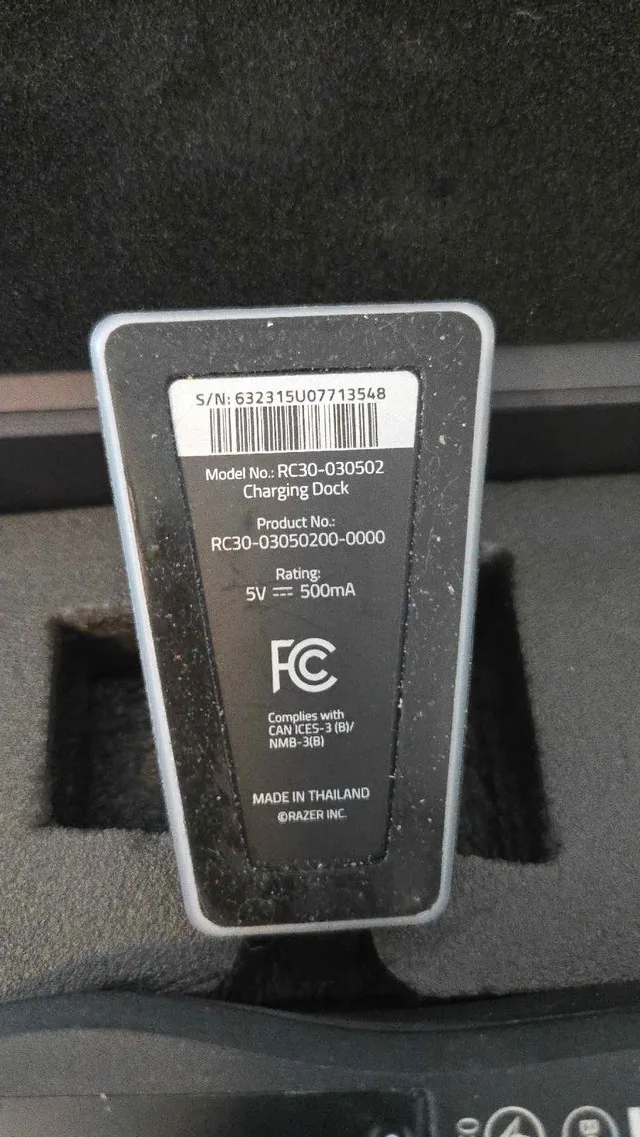 S/N: 632315U07713548
Model No.: RC30-030502
Charging Dock
Product No.:
RC30-03050200-0000
Rating:
5V ⎓ 500mA
FC
Complies with
CAN ICES-3 (B)/
NMB-3(B)
MADE IN THAILAND
©RAZER INC.